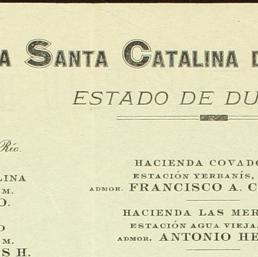 A SANTA CATALINA D
ESTADO DE DU
Río.
HACIENDA COVADO
LINA
ESTACIÓN YERBANÍS,
M.
ADMOR. FRANCISCO A. C
O.
HACIENDA LAS MER
O
ESTACIÓN AGUA VIEJA,
M.
ADMOR. ANTONIO HE
S H.